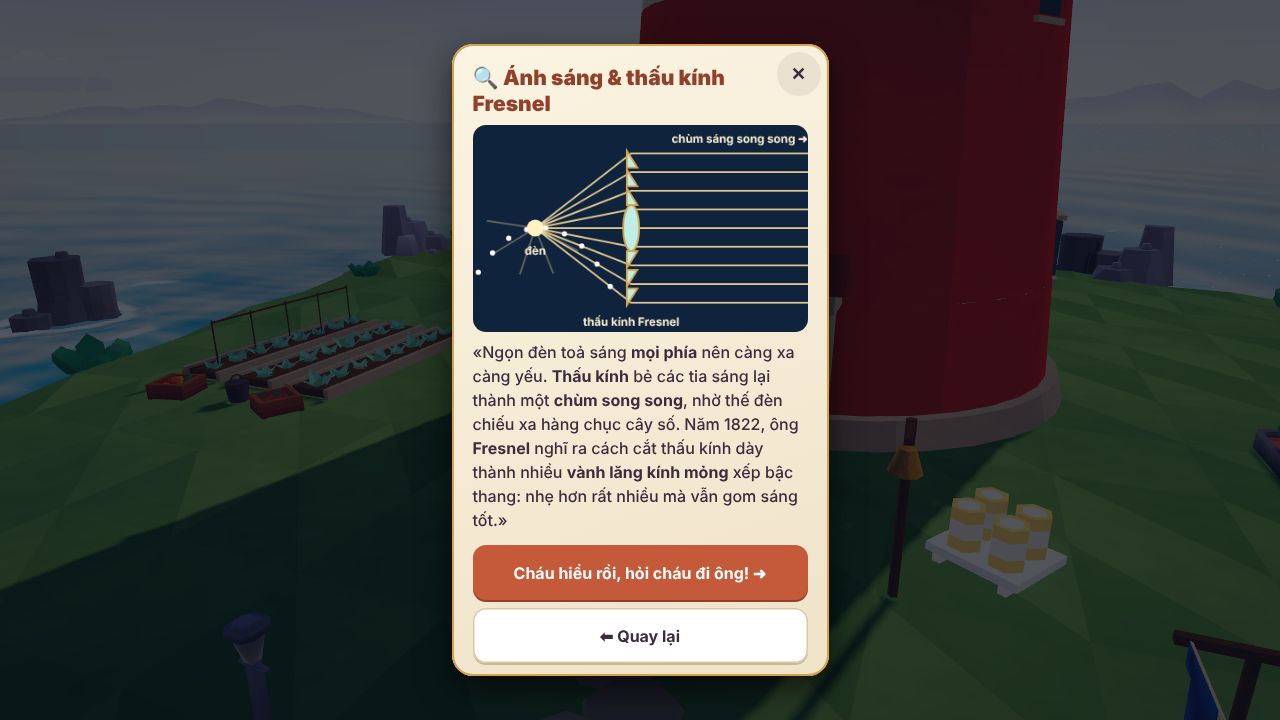 🔍 Ánh sáng & thấu kính
Fresnel
✕
chùm sáng song song ➜
đèn
thấu kính Fresnel
«Ngọn đèn toả sáng mọi phía nên càng xa
càng yếu. Thấu kính bẻ các tia sáng lại
thành một chùm song song, nhờ thế đèn
chiếu xa hàng chục cây số. Năm 1822, ông
Fresnel nghĩ ra cách cắt thấu kính dày
thành nhiều vành lăng kính mỏng xếp bậc
thang: nhẹ hơn rất nhiều mà vẫn gom sáng
tốt.»
Cháu hiểu rồi, hỏi cháu đi ông! ➜
⬅ Quay lại